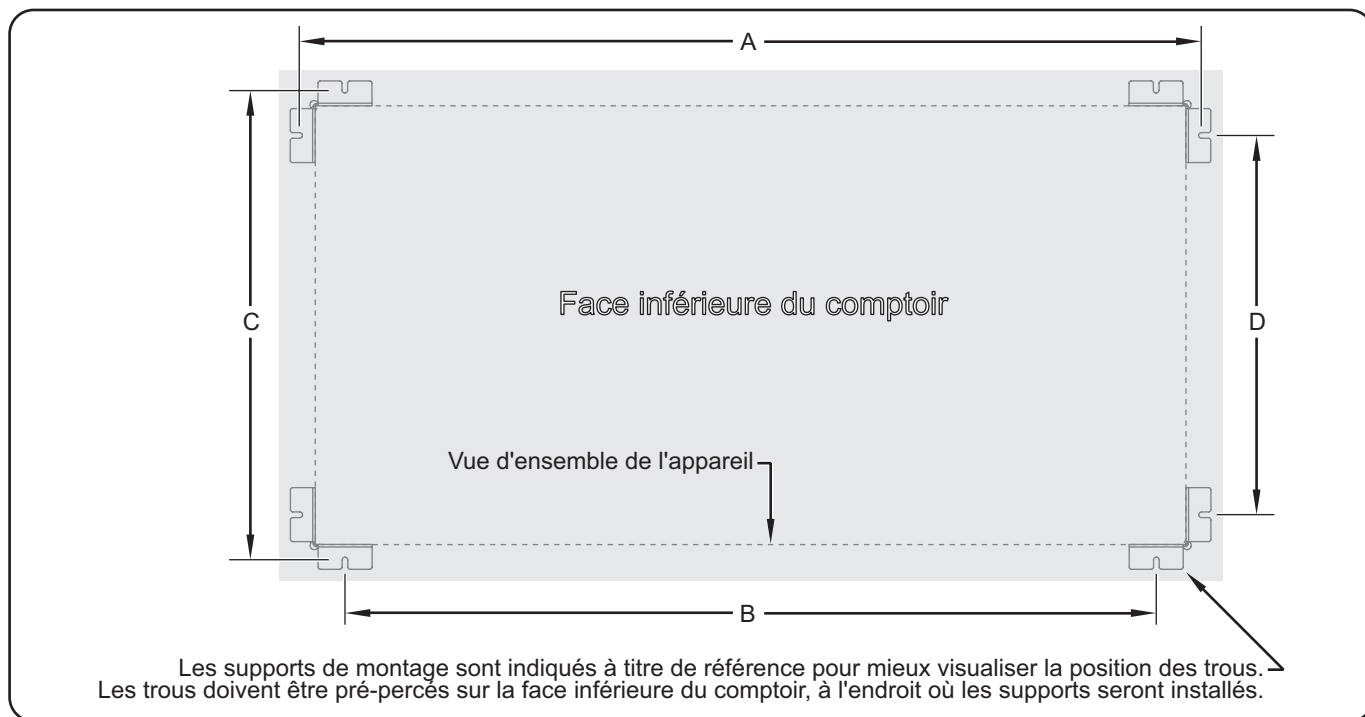 A
C
Face inférieure du comptoir
D
Vue d'ensemble de l'appareil
B
Les supports de montage sont indiqués à titre de référence pour mieux visualiser la position des trous.
Les trous doivent être pré-percés sur la face inférieure du comptoir, à l'endroit où les supports seront installés.